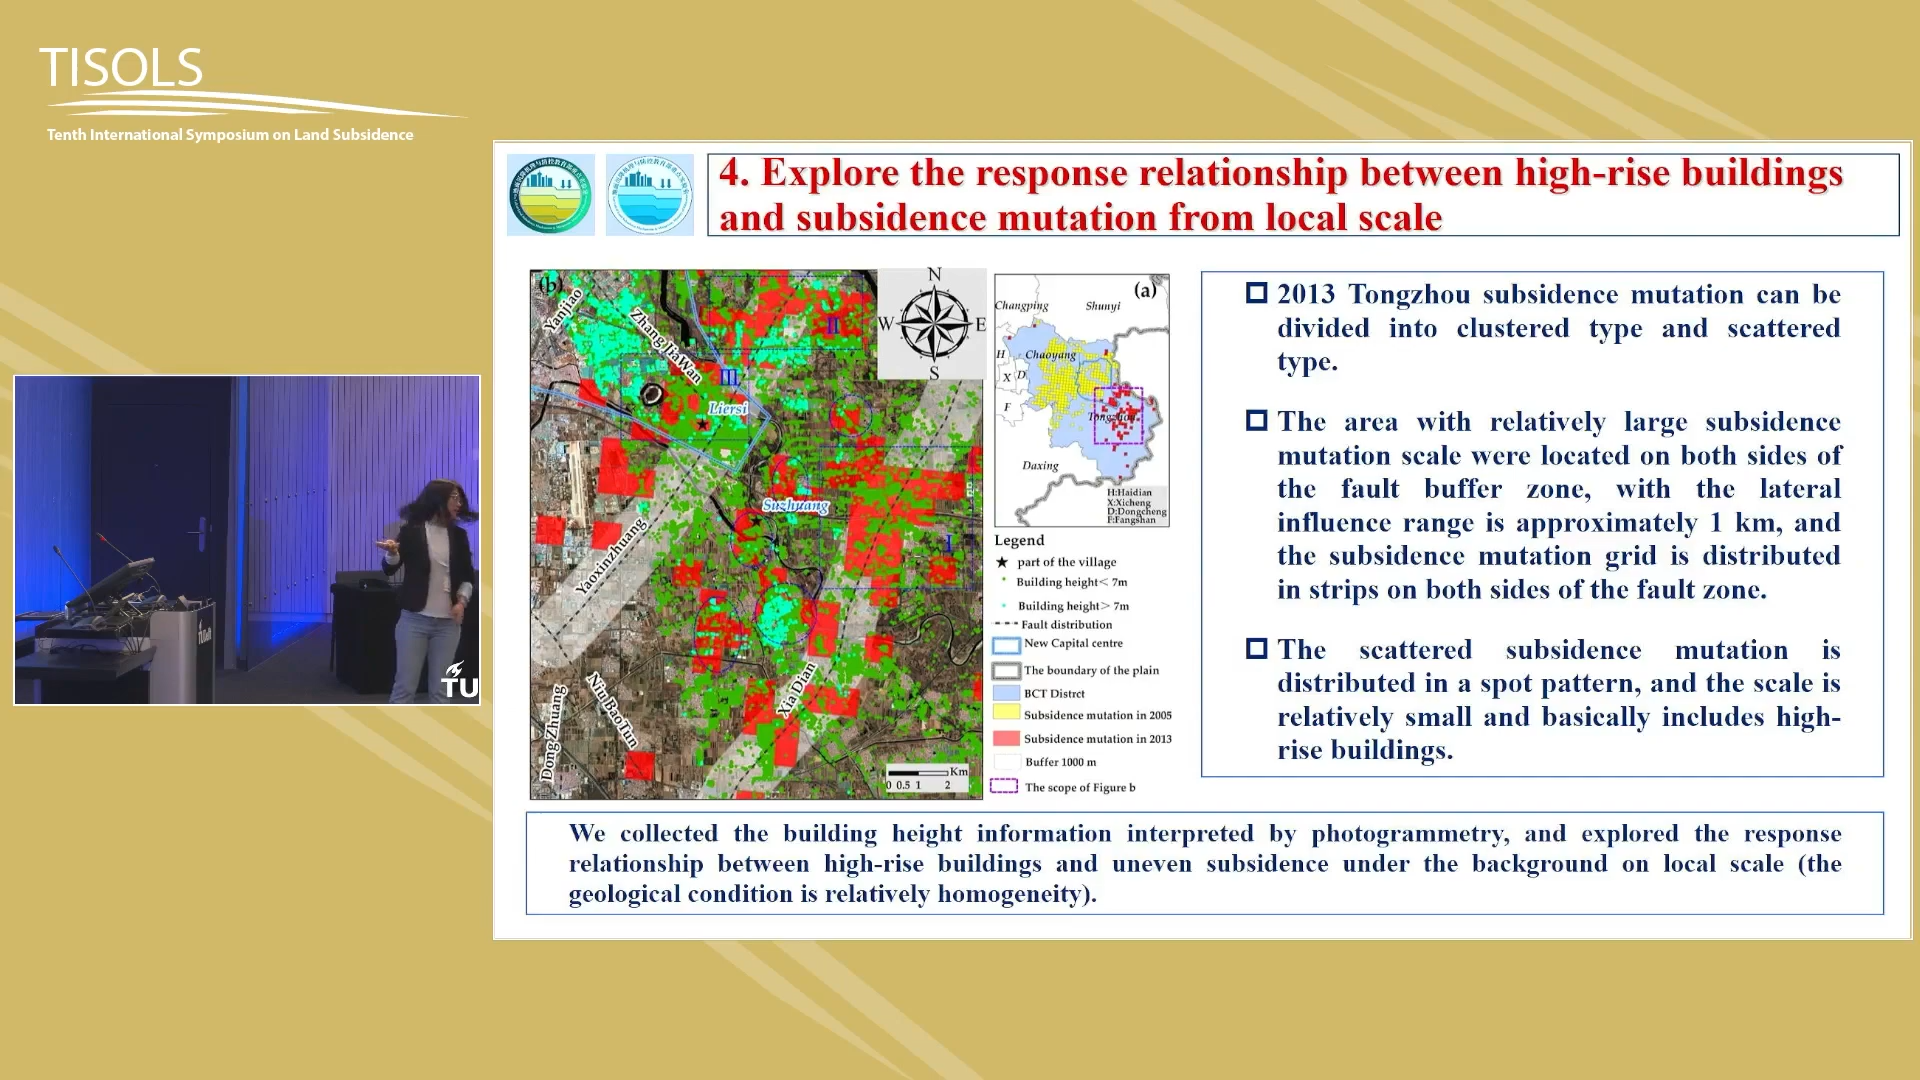 TISOLS
Tenth International Symposium on Land Subsidence
4. Explore the response relationship between high-rise buildings
and subsidence mutation from local scale
(b)
Yanjiao
Zhang JiaWan
II
III
Liersi
Suzhuang
I
Yaoxinzhuang
Dong Zhuang
NiuBaoTun
Xia Dian
N
W
E
S
Km
0 0.5 1 2
(a)
Changping
Shunyi
H
Chaoyang
X
D
F
Tongzhou
Daxing
H:Haidian
X:Xicheng
D:Dongcheng
F:Fangshan
Legend
part of the village
Building height< 7m
Building height> 7m
Fault distribution
New Capital centre
The boundary of the plain
BCT Distrct
Subsidence mutation in 2005
Subsidence mutation in 2013
Buffer 1000 m
The scope of Figure b
2013 Tongzhou subsidence mutation can be
divided into clustered type and scattered
type.
The area with relatively large subsidence
mutation scale were located on both sides of
the fault buffer zone, with the lateral
influence range is approximately 1 km, and
the subsidence mutation grid is distributed
in strips on both sides of the fault zone.
The scattered subsidence mutation is
distributed in a spot pattern, and the scale is
relatively small and basically includes high-
rise buildings.
We collected the building height information interpreted by photogrammetry, and explored the response
relationship between high-rise buildings and uneven subsidence under the background on local scale (the
geological condition is relatively homogeneity).
TU